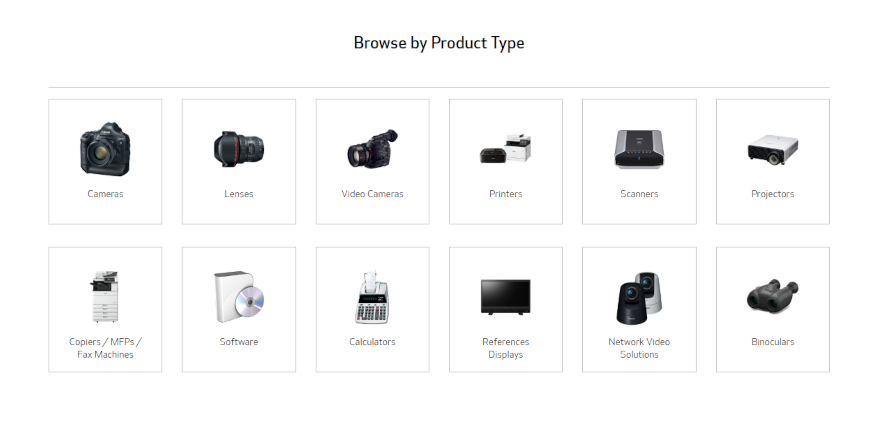 Browse by Product Type
Cameras
Lenses
Video Cameras
Printers
Scanners
Projectors
Copiers / MFPs /
Fax Machines
Software
Calculators
References
Displays
Network Video
Solutions
Binoculars